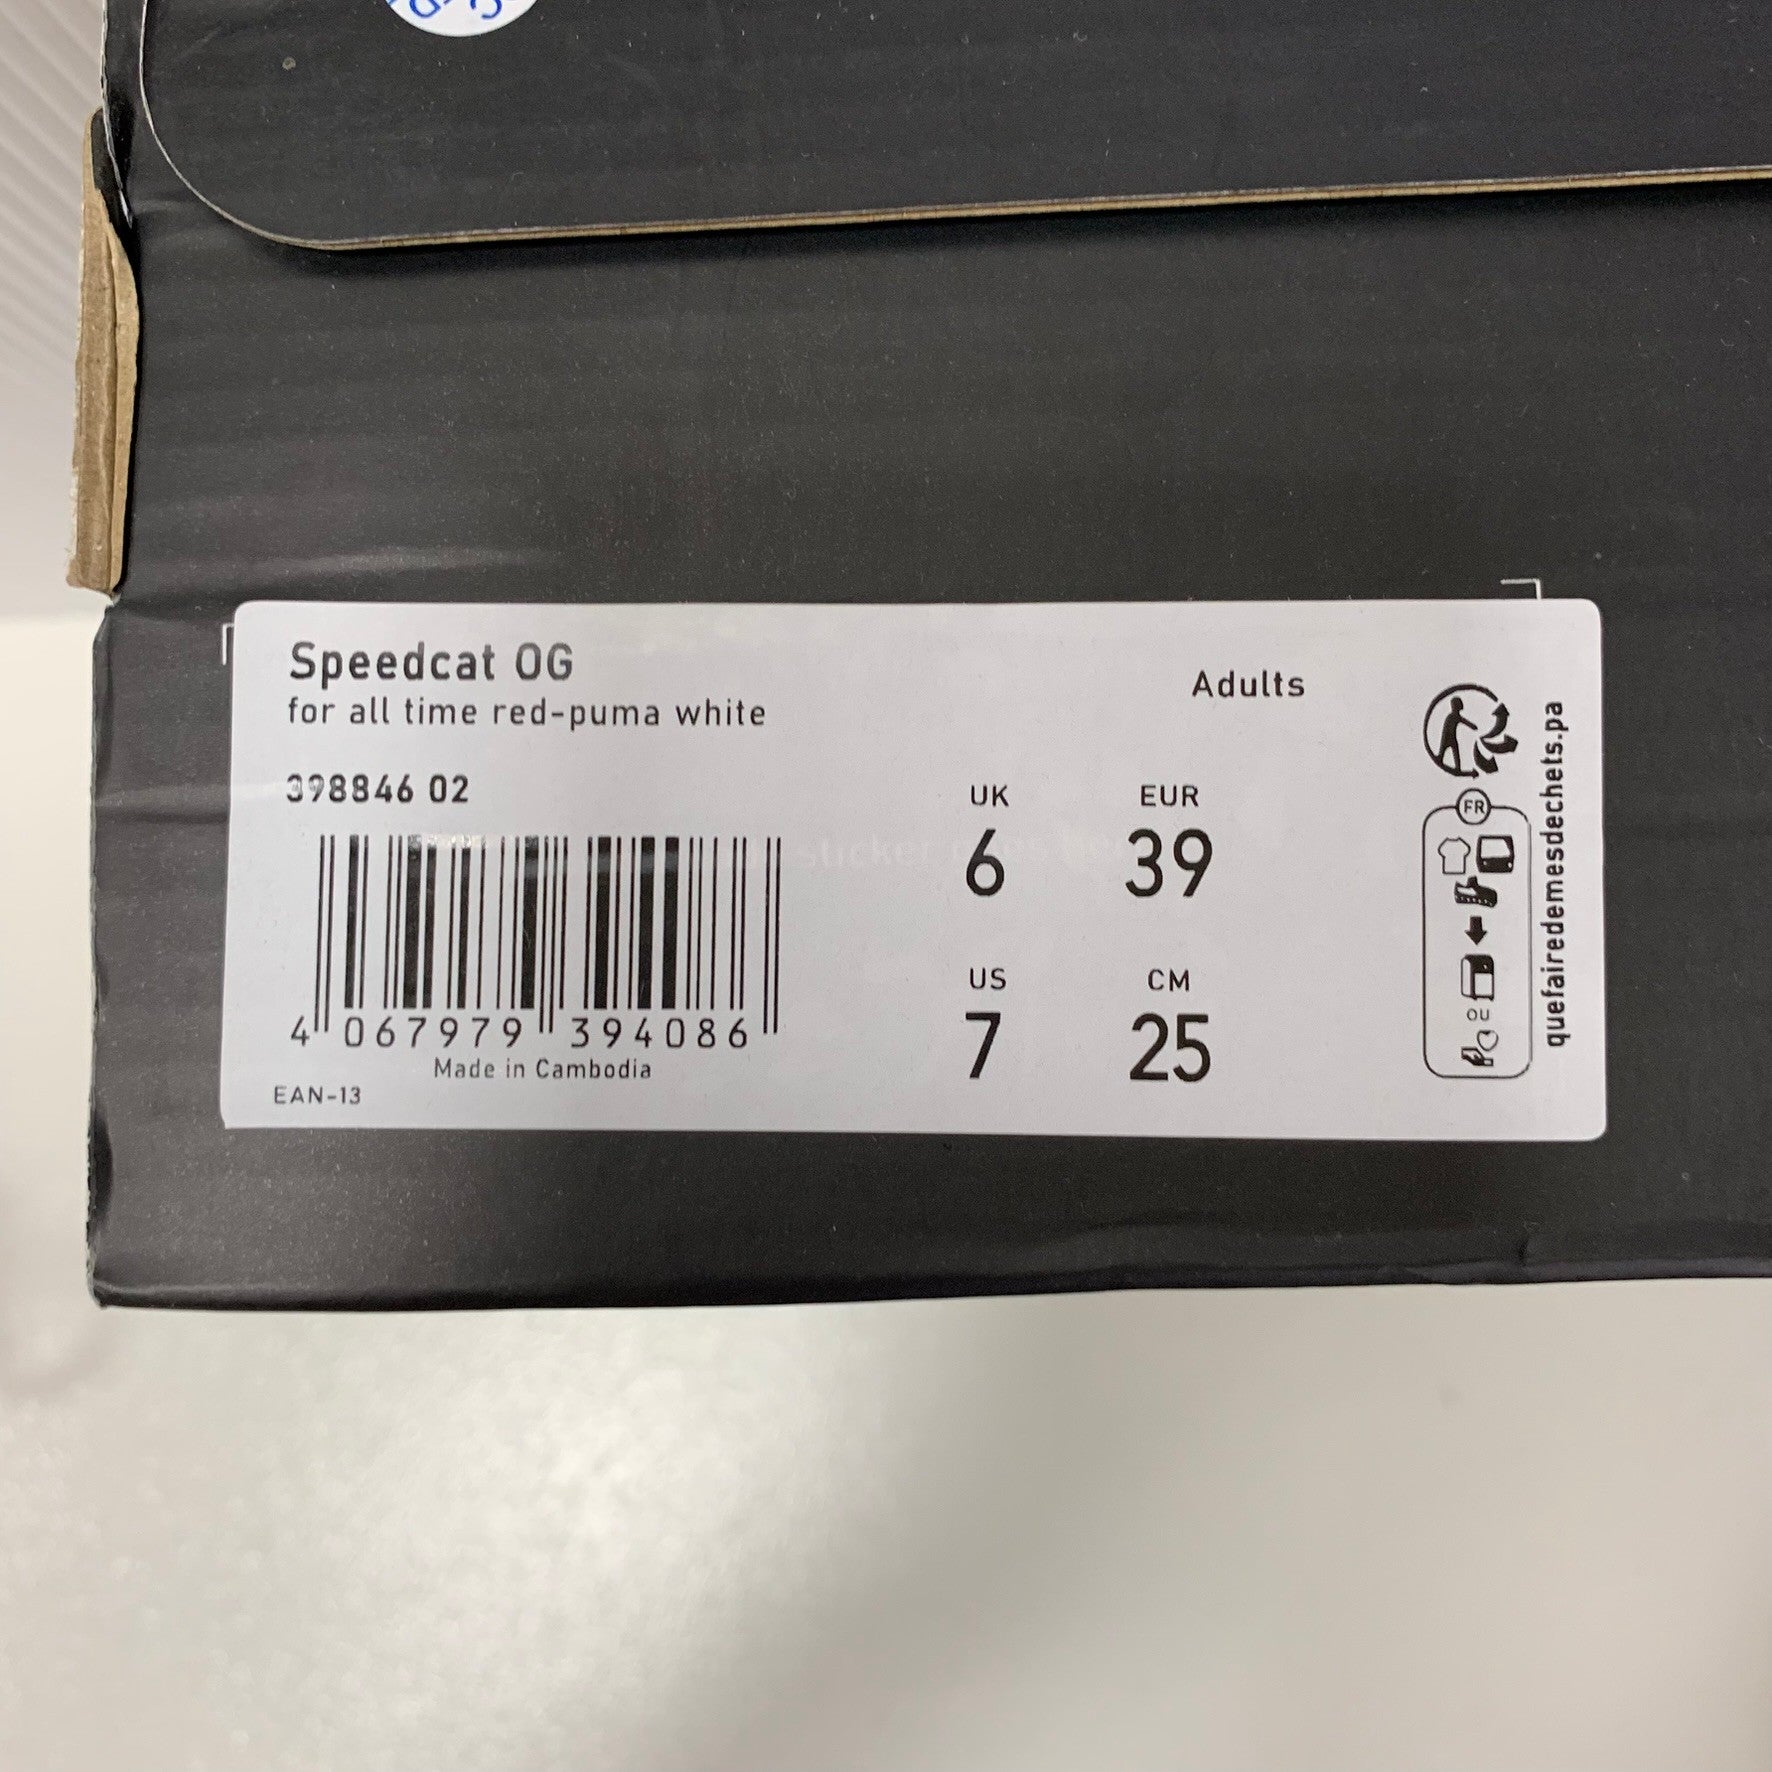 Speedcat OG
for all time red-puma white
Adults
398846 02
UK
6
EUR
39
US
7
CM
25
4 067979 394086
Made in Cambodia
EAN-13
FR
OU
quefairedemesdechets.pa